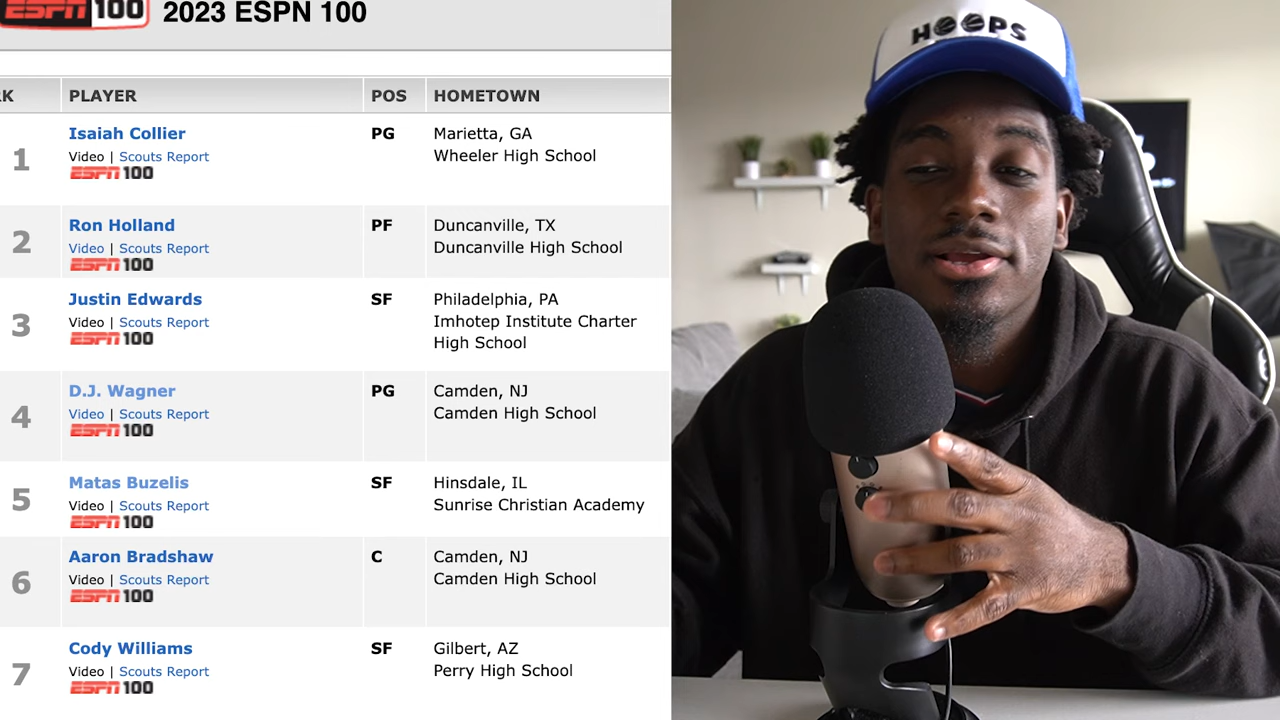 ESPN 100 2023 ESPN 100
RK PLAYER POS HOMETOWN
1 Isaiah Collier PG Marietta, GA
Video | Scouts Report Wheeler High School
ESPN 100
2 Ron Holland PF Duncanville, TX
Video | Scouts Report Duncanville High School
ESPN 100
3 Justin Edwards SF Philadelphia, PA
Video | Scouts Report Imhotep Institute Charter
ESPN 100 High School
4 D.J. Wagner PG Camden, NJ
Video | Scouts Report Camden High School
ESPN 100
5 Matas Buzelis SF Hinsdale, IL
Video | Scouts Report Sunrise Christian Academy
ESPN 100
6 Aaron Bradshaw C Camden, NJ
Video | Scouts Report Camden High School
ESPN 100
7 Cody Williams SF Gilbert, AZ
Video | Scouts Report Perry High School
ESPN 100
HOOPS